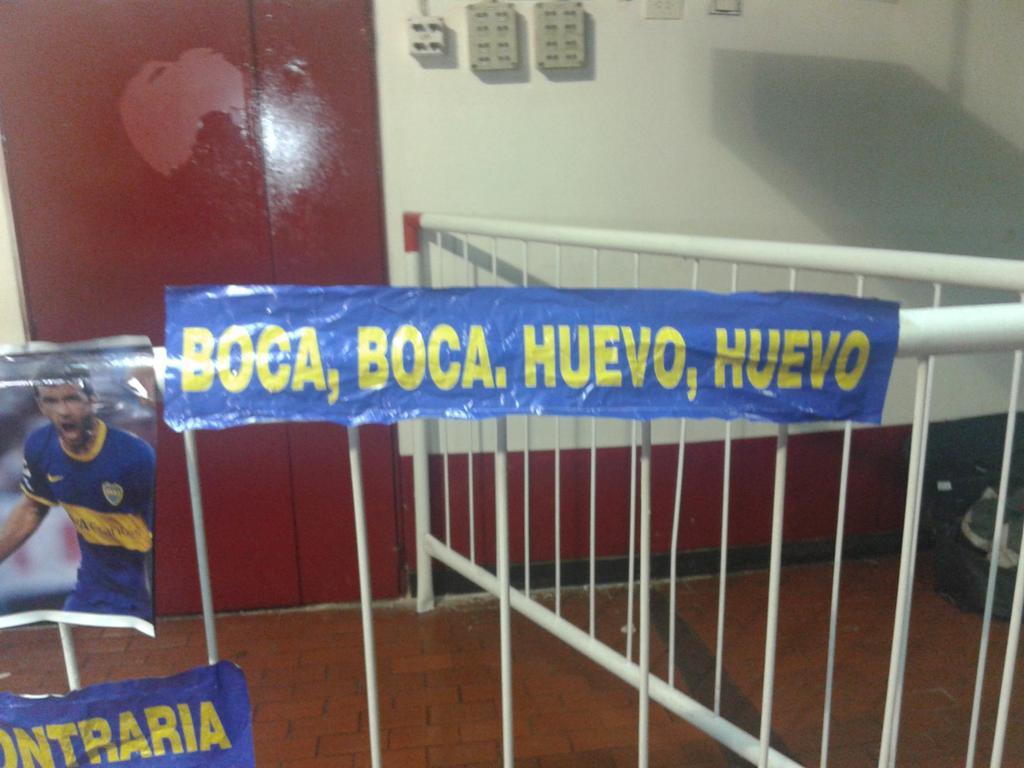 BOCA, BOCA. HUEVO, HUEVO
ONTRARIA